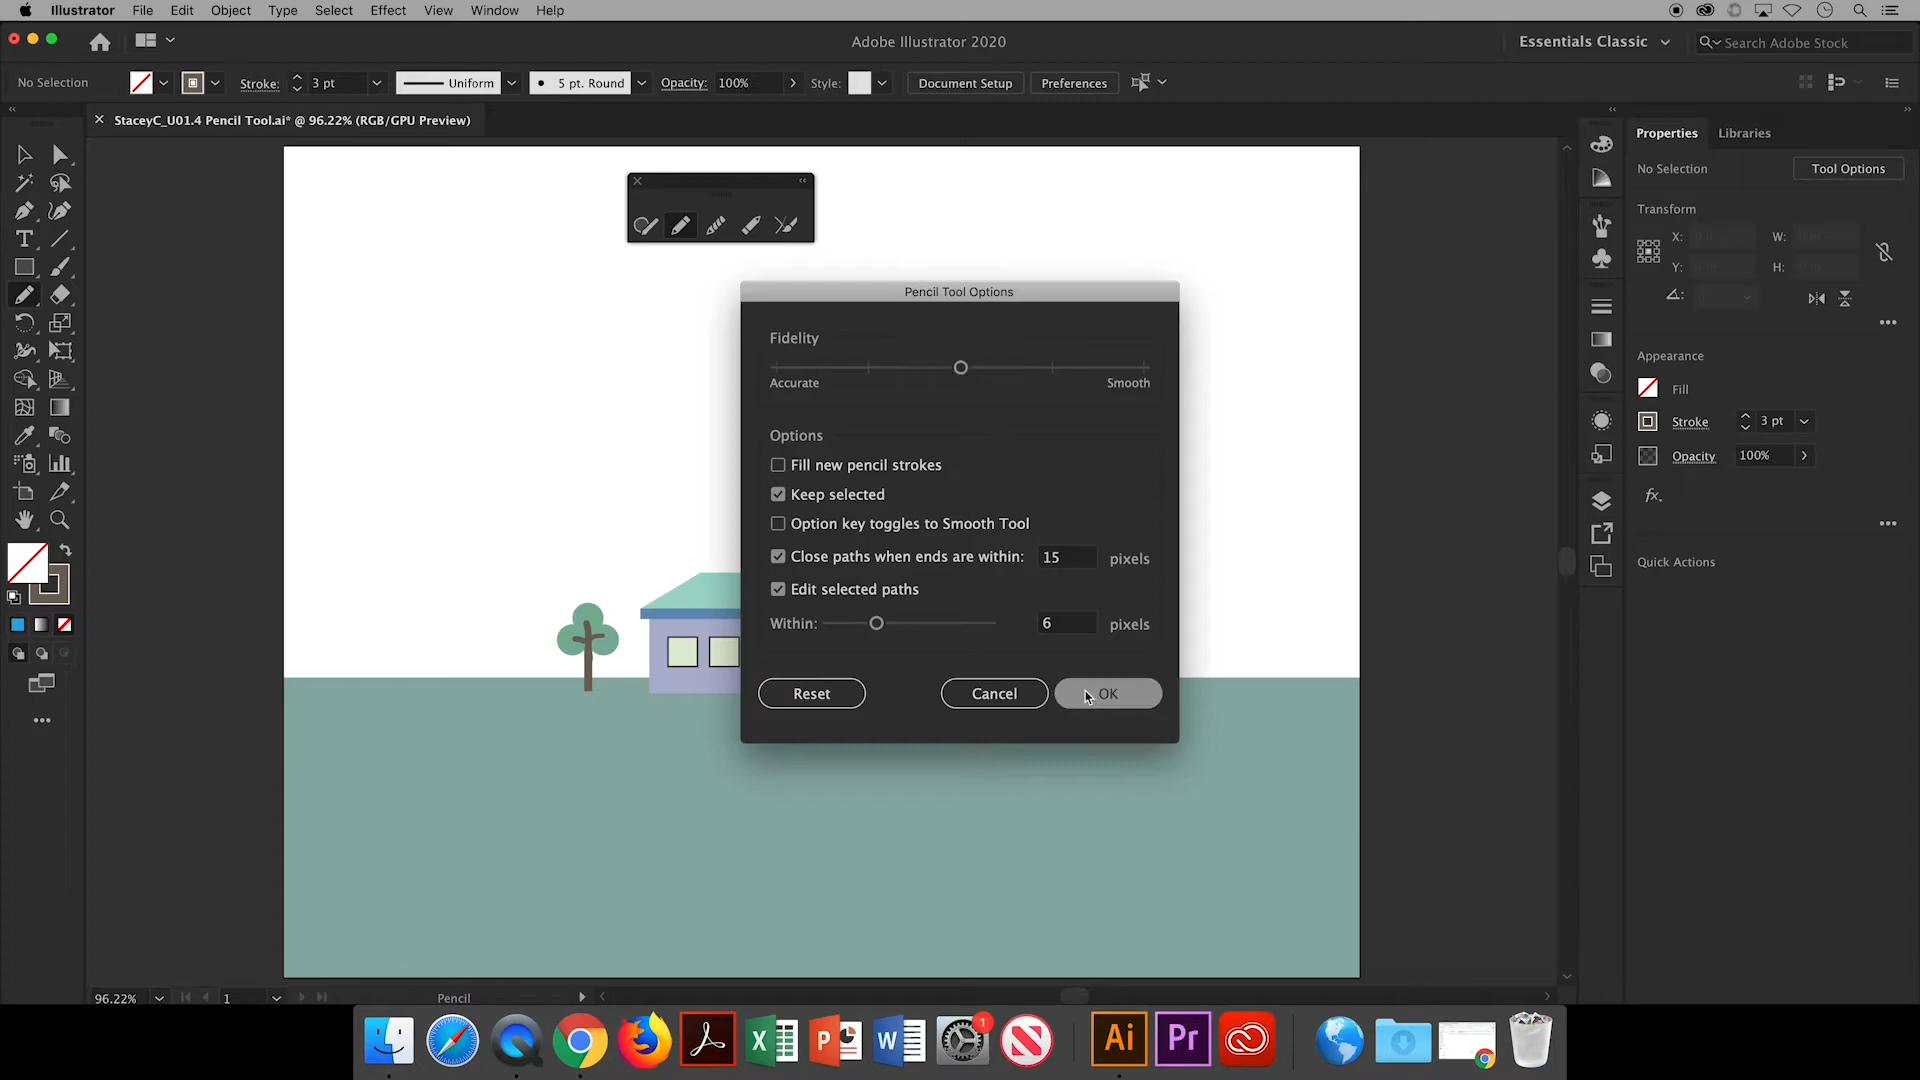 Illustrator File Edit Object Type Select Effect View Window Help
Adobe Illustrator 2020
Essentials Classic
Search Adobe Stock
No Selection
Stroke: 3 pt
Uniform
5 pt. Round
Opacity: 100%
Style:
Document Setup
Preferences
StaceyC_U01.4 Pencil Tool.ai* @ 96.22% (RGB/GPU Preview)
Properties Libraries
No Selection
Tool Options
Transform
X: W:
Y: H:
Appearance
Fill
Stroke 3 pt
Opacity 100%
fx.
Quick Actions
Pencil Tool Options
Fidelity
Accurate Smooth
Options
Fill new pencil strokes
Keep selected
Option key toggles to Smooth Tool
Close paths when ends are within: 15 pixels
Edit selected paths
Within: 6 pixels
Reset Cancel OK
96.22% 1 Pencil
X P W 1 Ai Pr